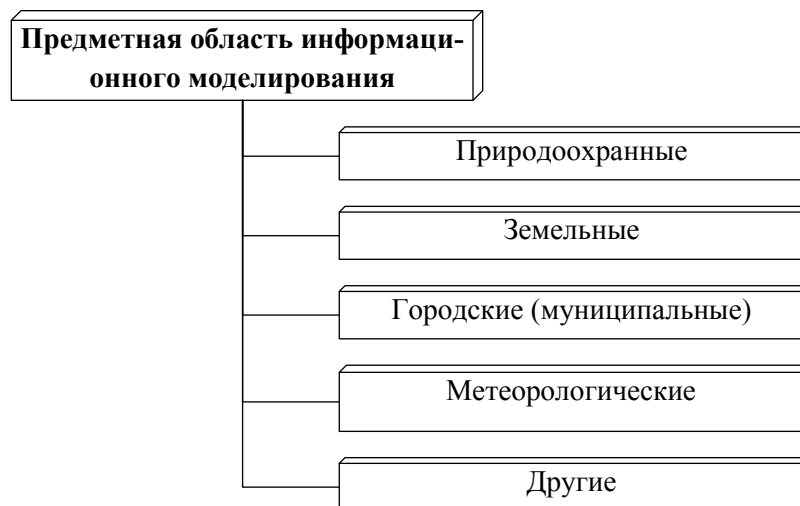 Предметная область информаци-
онного моделирования
Природоохранные
Земельные
Городские (муниципальные)
Метеорологические
Другие